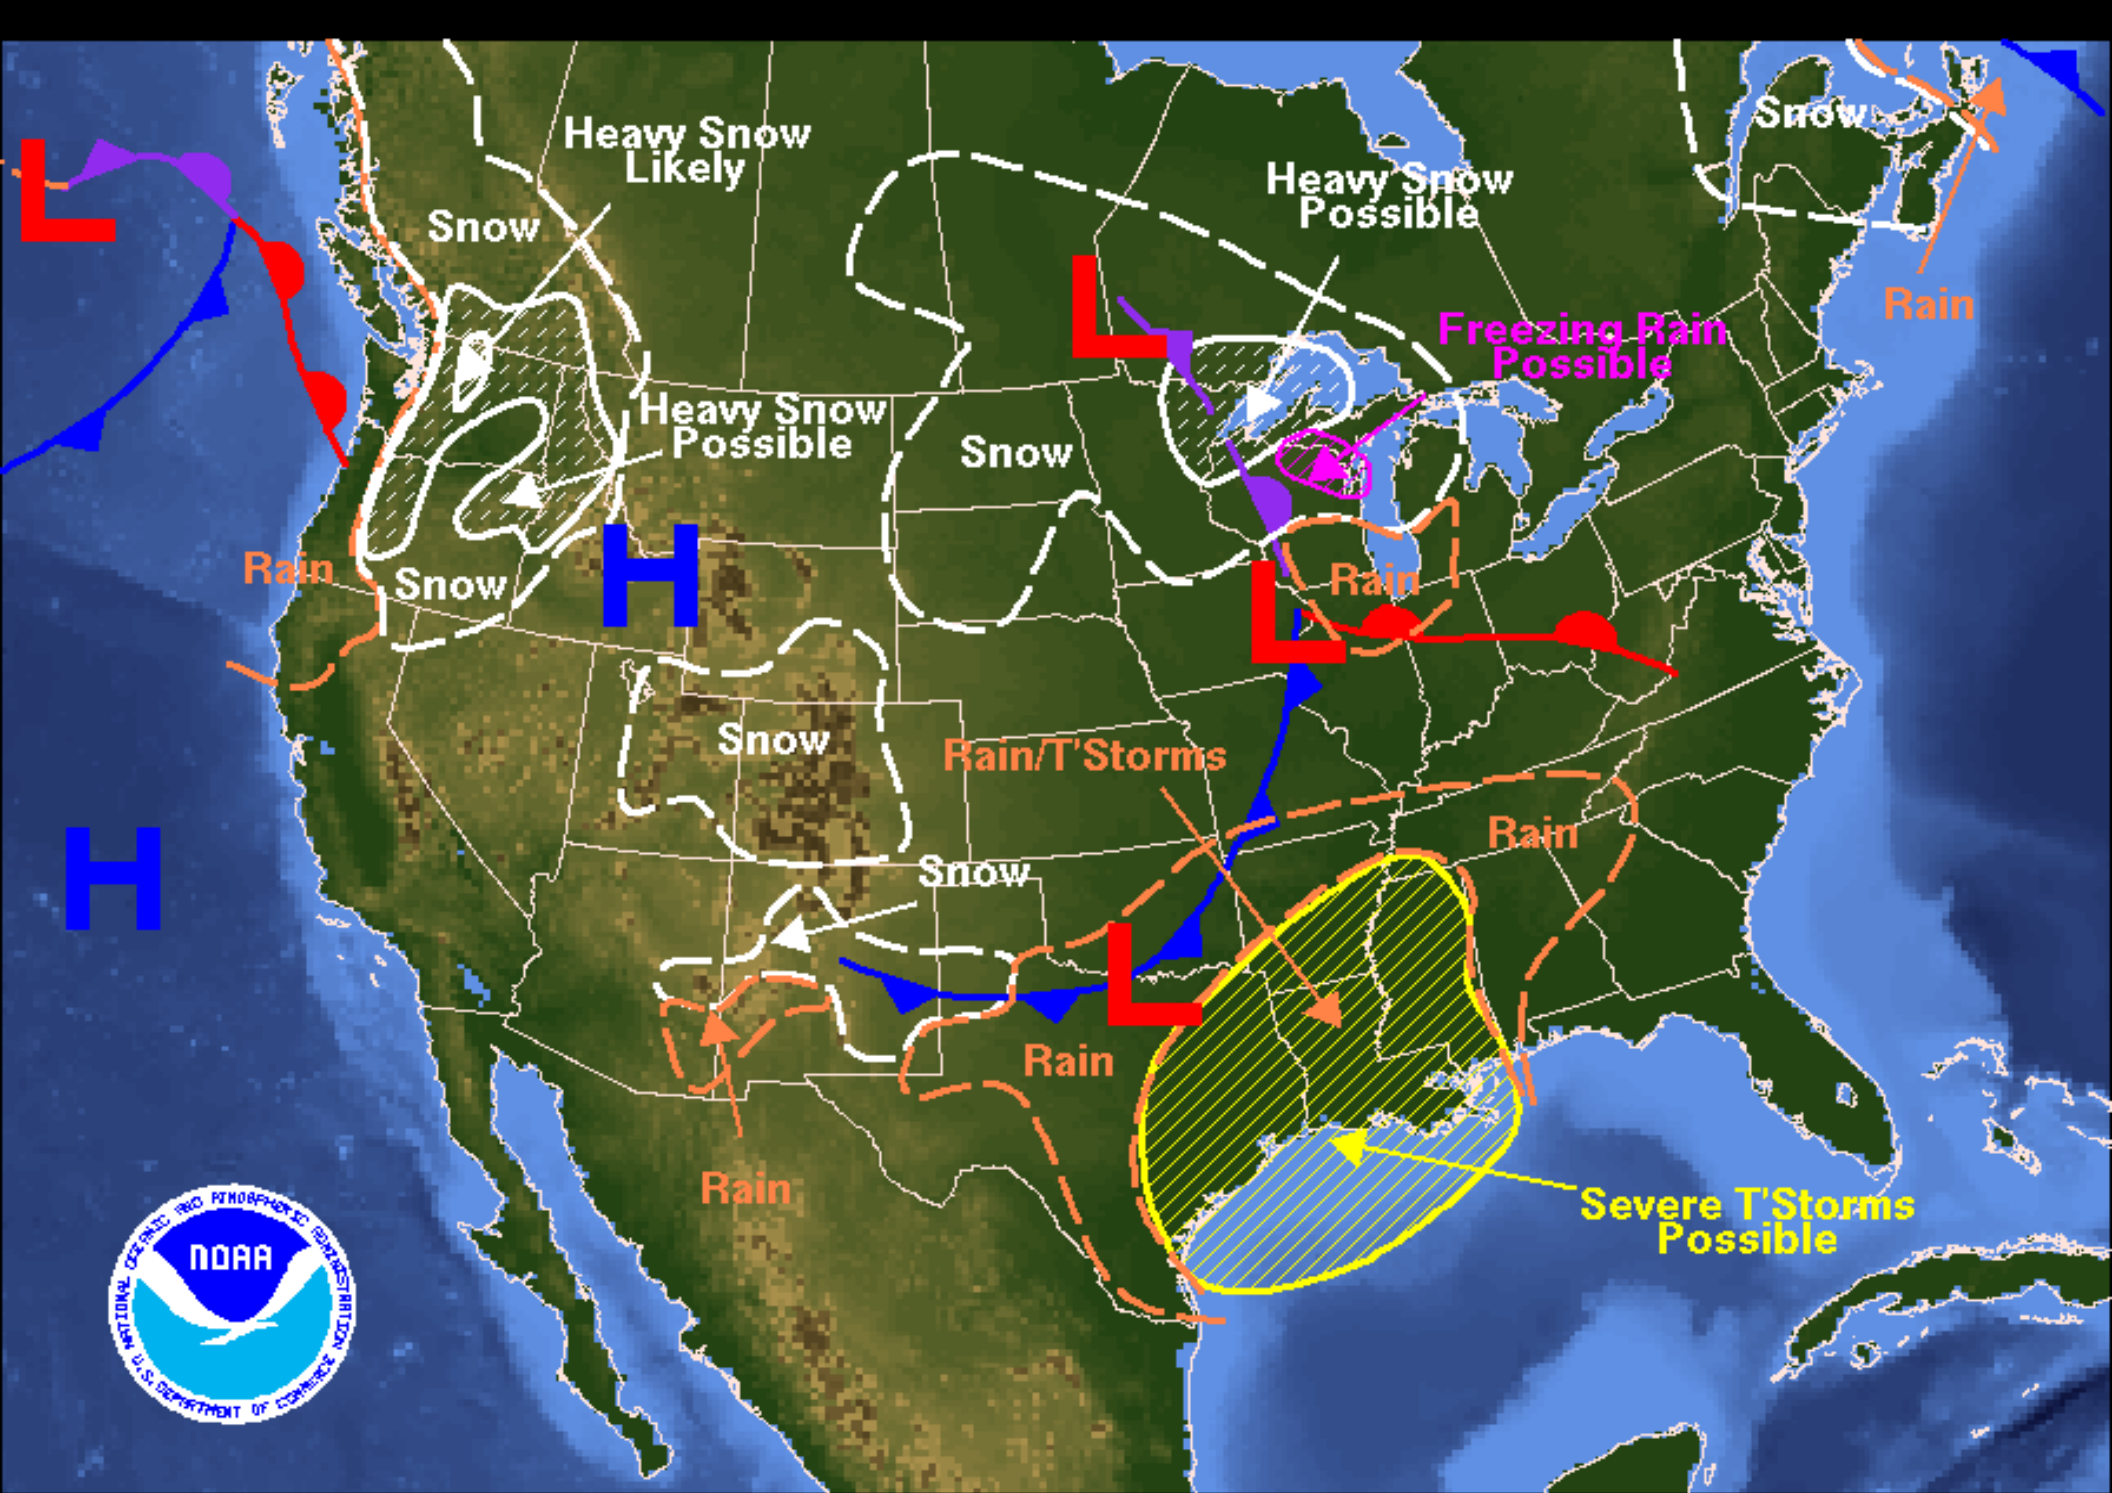 Snow
Heavy Snow
Likely
Heavy Snow
Possible
Snow
Rain
Freezing Rain
Possible
Heavy Snow
Possible
Snow
Rain
Snow
H
Rain
L
L
L
L
Snow
Rain/T'Storms
Rain
H
Snow
Rain
Rain
Severe T'Storms
Possible
NOAA
NATIONAL OCEANIC AND ATMOSPHERIC ADMINISTRATION
U.S. DEPARTMENT OF COMMERCE